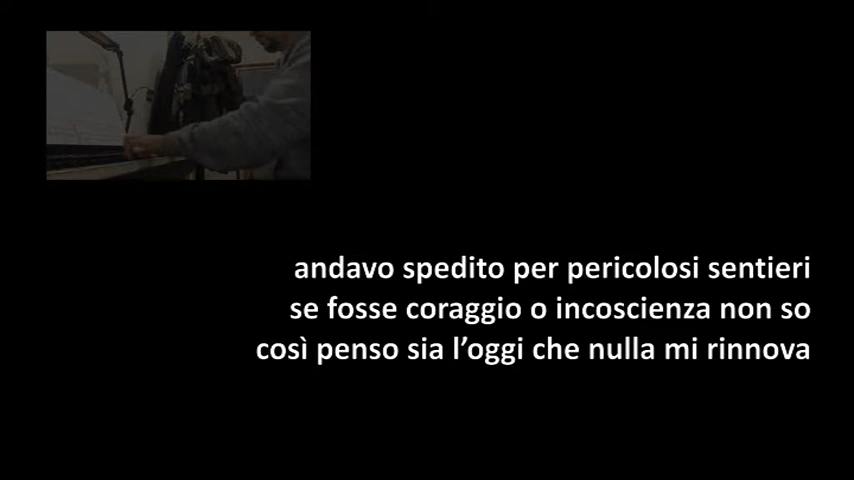 andavo spedito per pericolosi sentieri
se fosse coraggio o incoscienza non so
così penso sia l’oggi che nulla mi rinnova